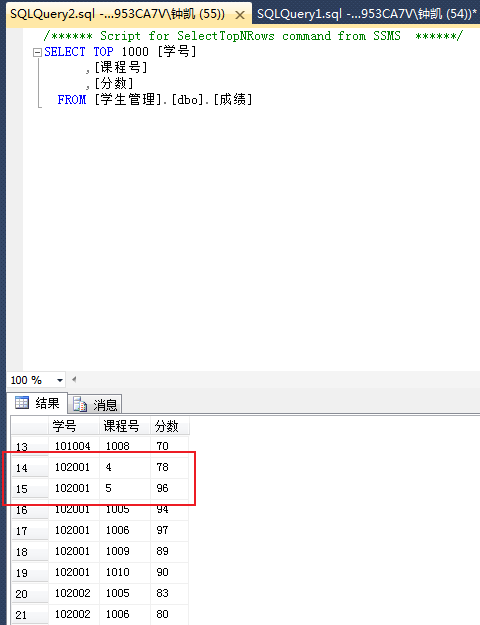 SQLQuery2.sql -...953CA7V\钟凯 (55)) SQLQuery1.sql -...953CA7V\钟凯 (54))*
/****** Script for SelectTopNRows command from SSMS  ******/
SELECT TOP 1000 [学号]
,[课程号]
,[分数]
FROM [学生管理].[dbo].[成绩]
100 %
结果 消息
学号 课程号 分数
13 101004 1008 70
14 102001 4 78
15 102001 5 96
16 102001 1005 94
17 102001 1006 97
18 102001 1009 89
19 102001 1010 90
20 102002 1005 83
21 102002 1006 80